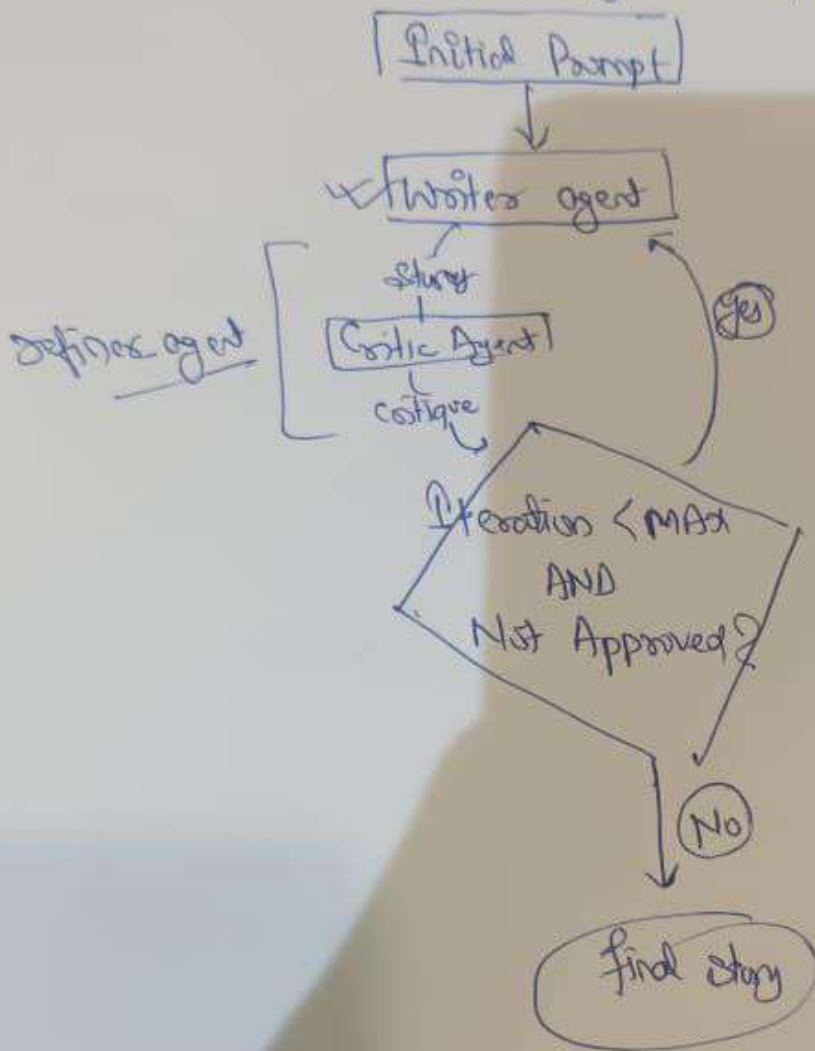 Initial Prompt
Writer agent
Story
refiner agent
Critic Agent
critique
Yes
Iteration < MAX
AND
Not Approved?
No
final story